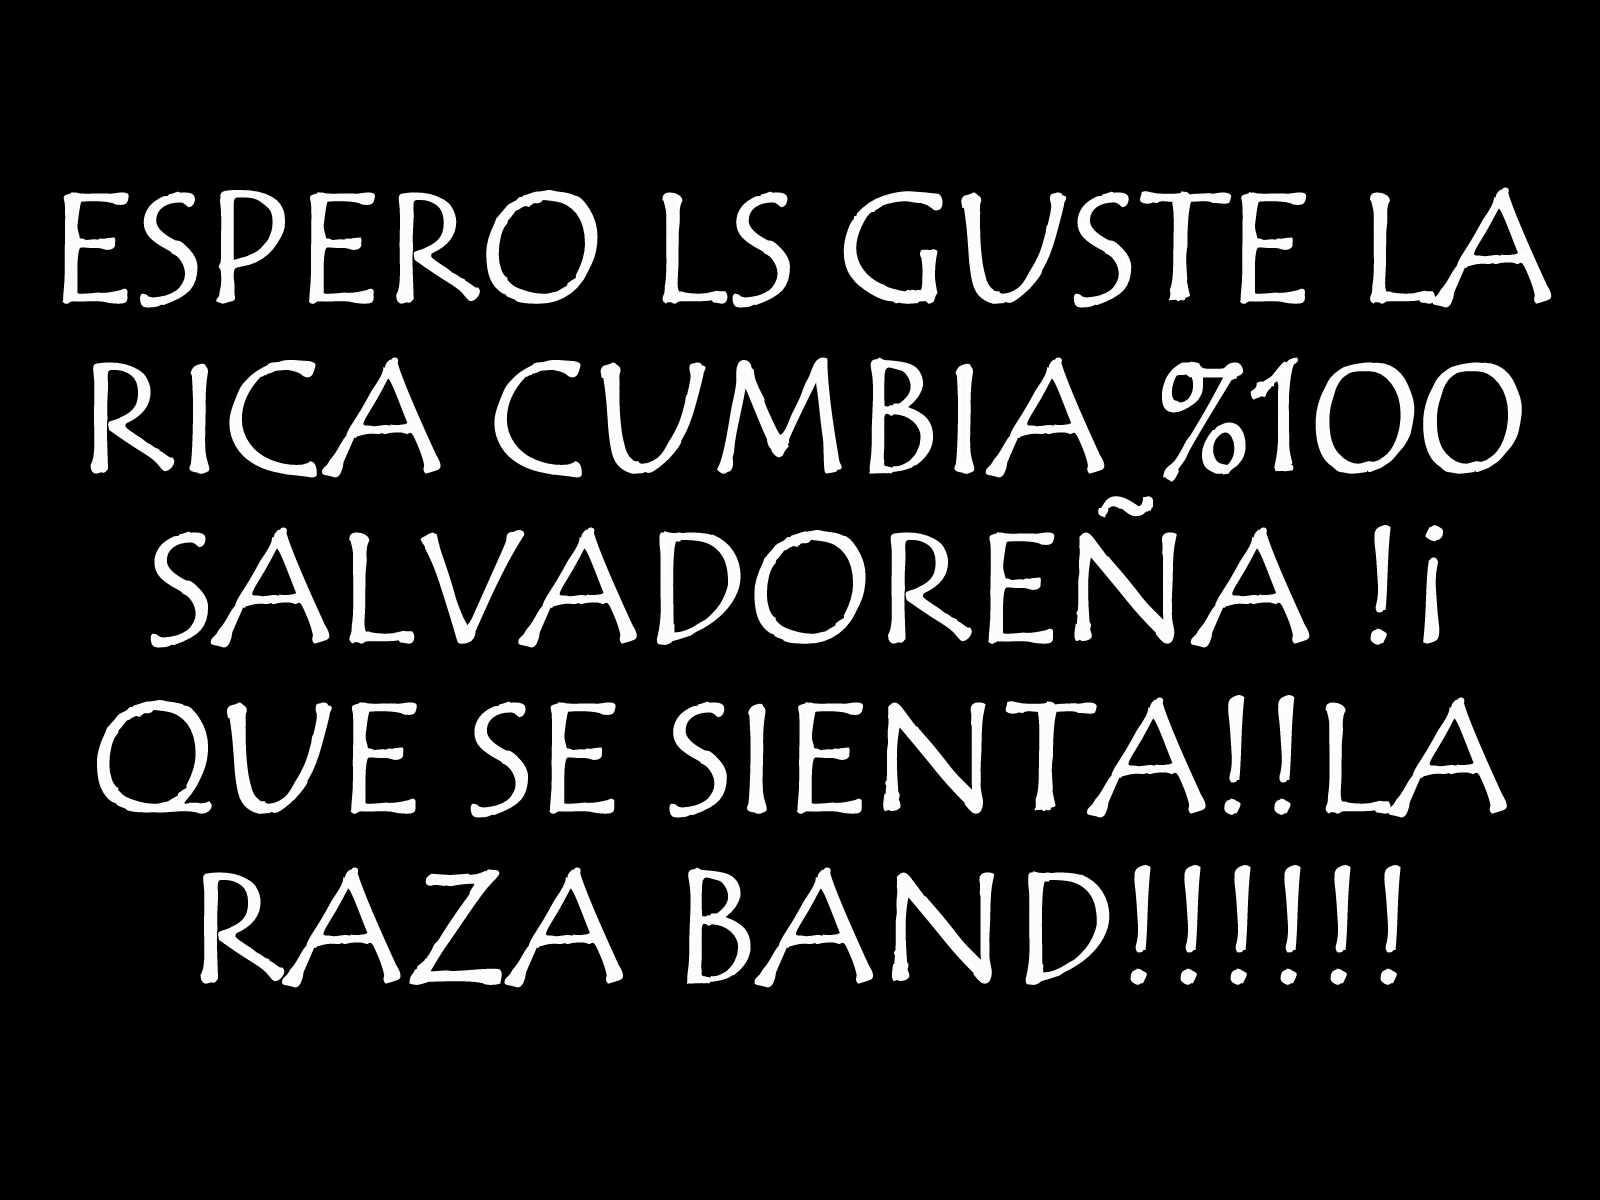 ESPERO LS GUSTE LA
RICA CUMBIA %100
SALVADOREÑA !¡
QUE SE SIENTA!!LA
RAZA BAND!!!!!!